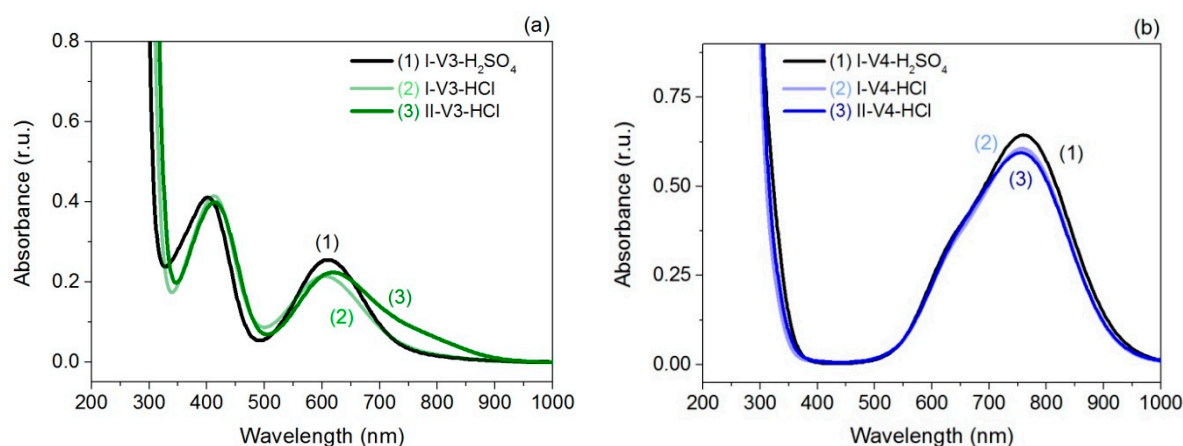 (a)
0.8
0.6
0.4
0.2
0.0
Absorbance (r.u.)
(1) I-V3-H₂SO₄
(2) I-V3-HCl
(3) II-V3-HCl
(1)
(3)
(2)
200 300 400 500 600 700 800 900 1000
Wavelength (nm)
(b)
0.75
0.50
0.25
0.00
Absorbance (r.u.)
(1) I-V4-H₂SO₄
(2) I-V4-HCl
(3) II-V4-HCl
(2)
(1)
(3)
200 300 400 500 600 700 800 900 1000
Wavelength (nm)